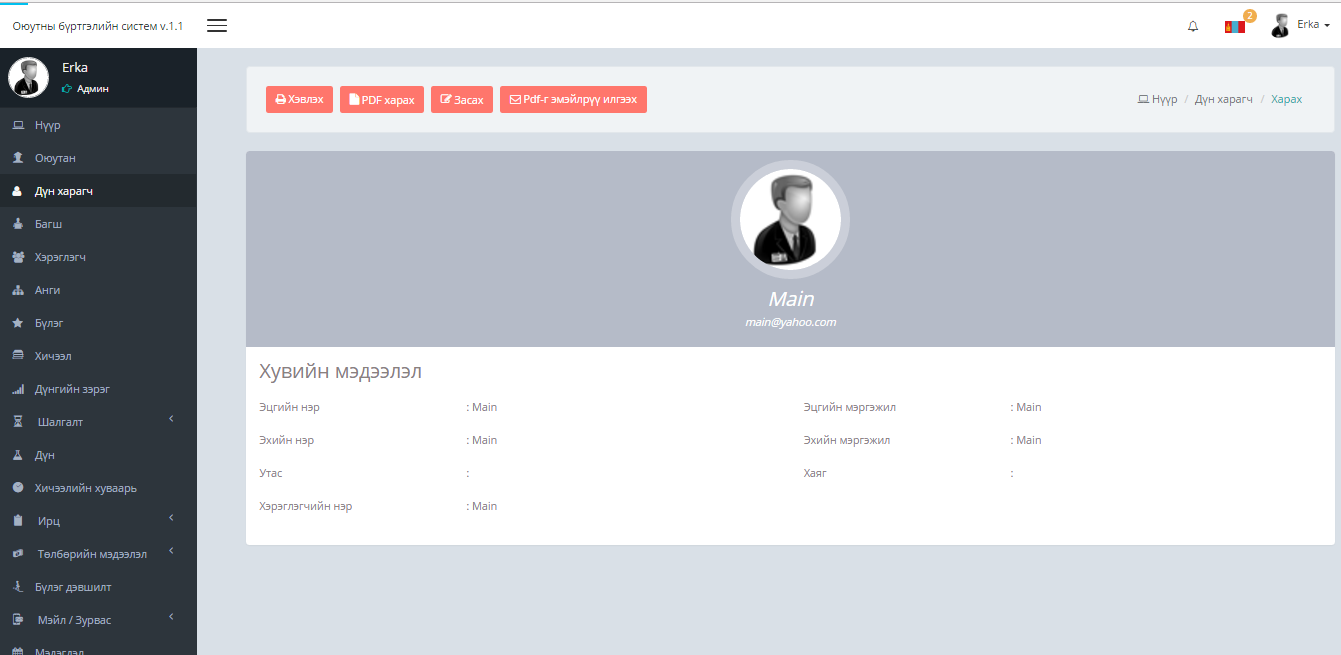 Оюутны бүртгэлийн систем v.1.1
2
Erka
Erka
Админ
Нүүр
Оюутан
Дүн харагч
Багш
Хэрэглэгч
Анги
Бүлэг
Хичээл
Дүнгийн зэрэг
Шалгалт
Дүн
Хичээлийн хуваарь
Ирц
Төлбөрийн мэдээлэл
Бүлэг дэвшилт
Мэйл / Зурвас
Мэдэгдэл
Хэвлэх PDF харах Засах Pdf-г эмэйлрүү илгээх
Нүүр / Дүн харагч / Харах
Main
main@yahoo.com
Хувийн мэдээлэл
Эцгийн нэр : Main Эцгийн мэргэжил : Main
Эхийн нэр : Main Эхийн мэргэжил : Main
Утас : Хаяг :
Хэрэглэгчийн нэр : Main